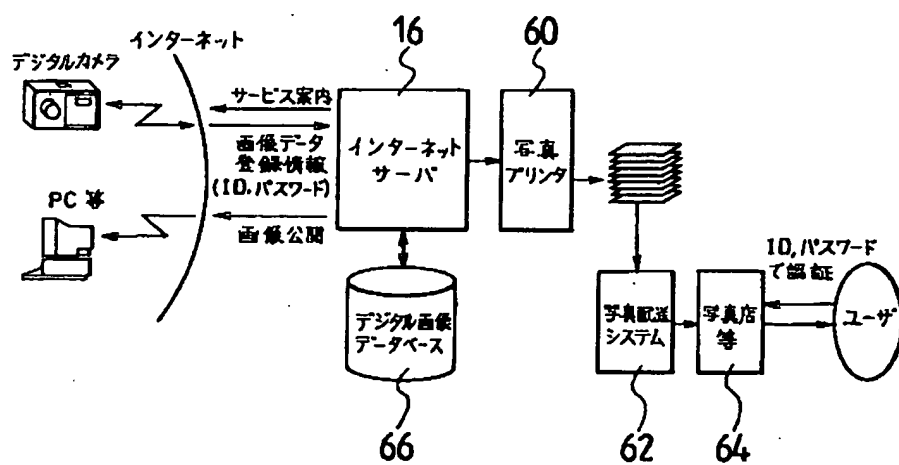 インターネット
16
60
デジタルカメラ
サービス案内
画像データ
登録情報
(ID,パスワード)
インターネット
サーバ
写真
プリンタ
PC等
画像公開
ID,パスワード
で認証
デジタル画像
データベース
写真配送
システム
写真店
等
ユーザ
66
62
64